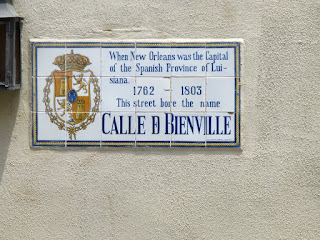 When New Orleans was the Capital
of the Spanish Province of Lui-
siana.
1762 1803
This street bore the name
CALLE D BIENVILLE